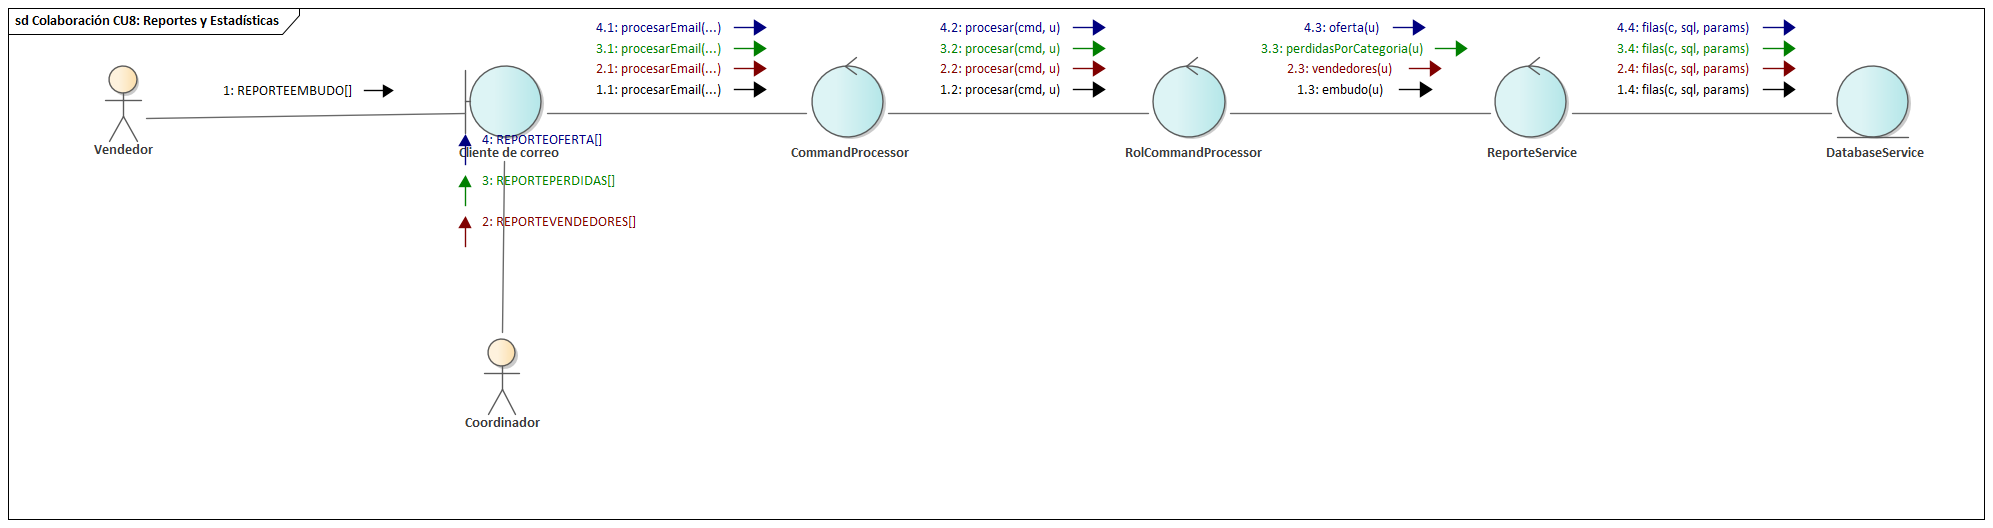 sd Colaboración CU8: Reportes y Estadísticas
4.1: procesarEmail(...)
3.1: procesarEmail(...)
2.1: procesarEmail(...)
1.1: procesarEmail(...)
4.2: procesar(cmd, u)
3.2: procesar(cmd, u)
2.2: procesar(cmd, u)
1.2: procesar(cmd, u)
4.3: oferta(u)
3.3: perdidasPorCategoria(u)
2.3: vendedores(u)
1.3: embudo(u)
4.4: filas(c, sql, params)
3.4: filas(c, sql, params)
2.4: filas(c, sql, params)
1.4: filas(c, sql, params)
1: REPORTEEMBUDO[]
Vendedor
4: REPORTEOFERTA[]
Cliente de correo
CommandProcessor
RolCommandProcessor
ReporteService
DatabaseService
3: REPORTEPERDIDAS[]
2: REPORTEVENDEDORES[]
Coordinador